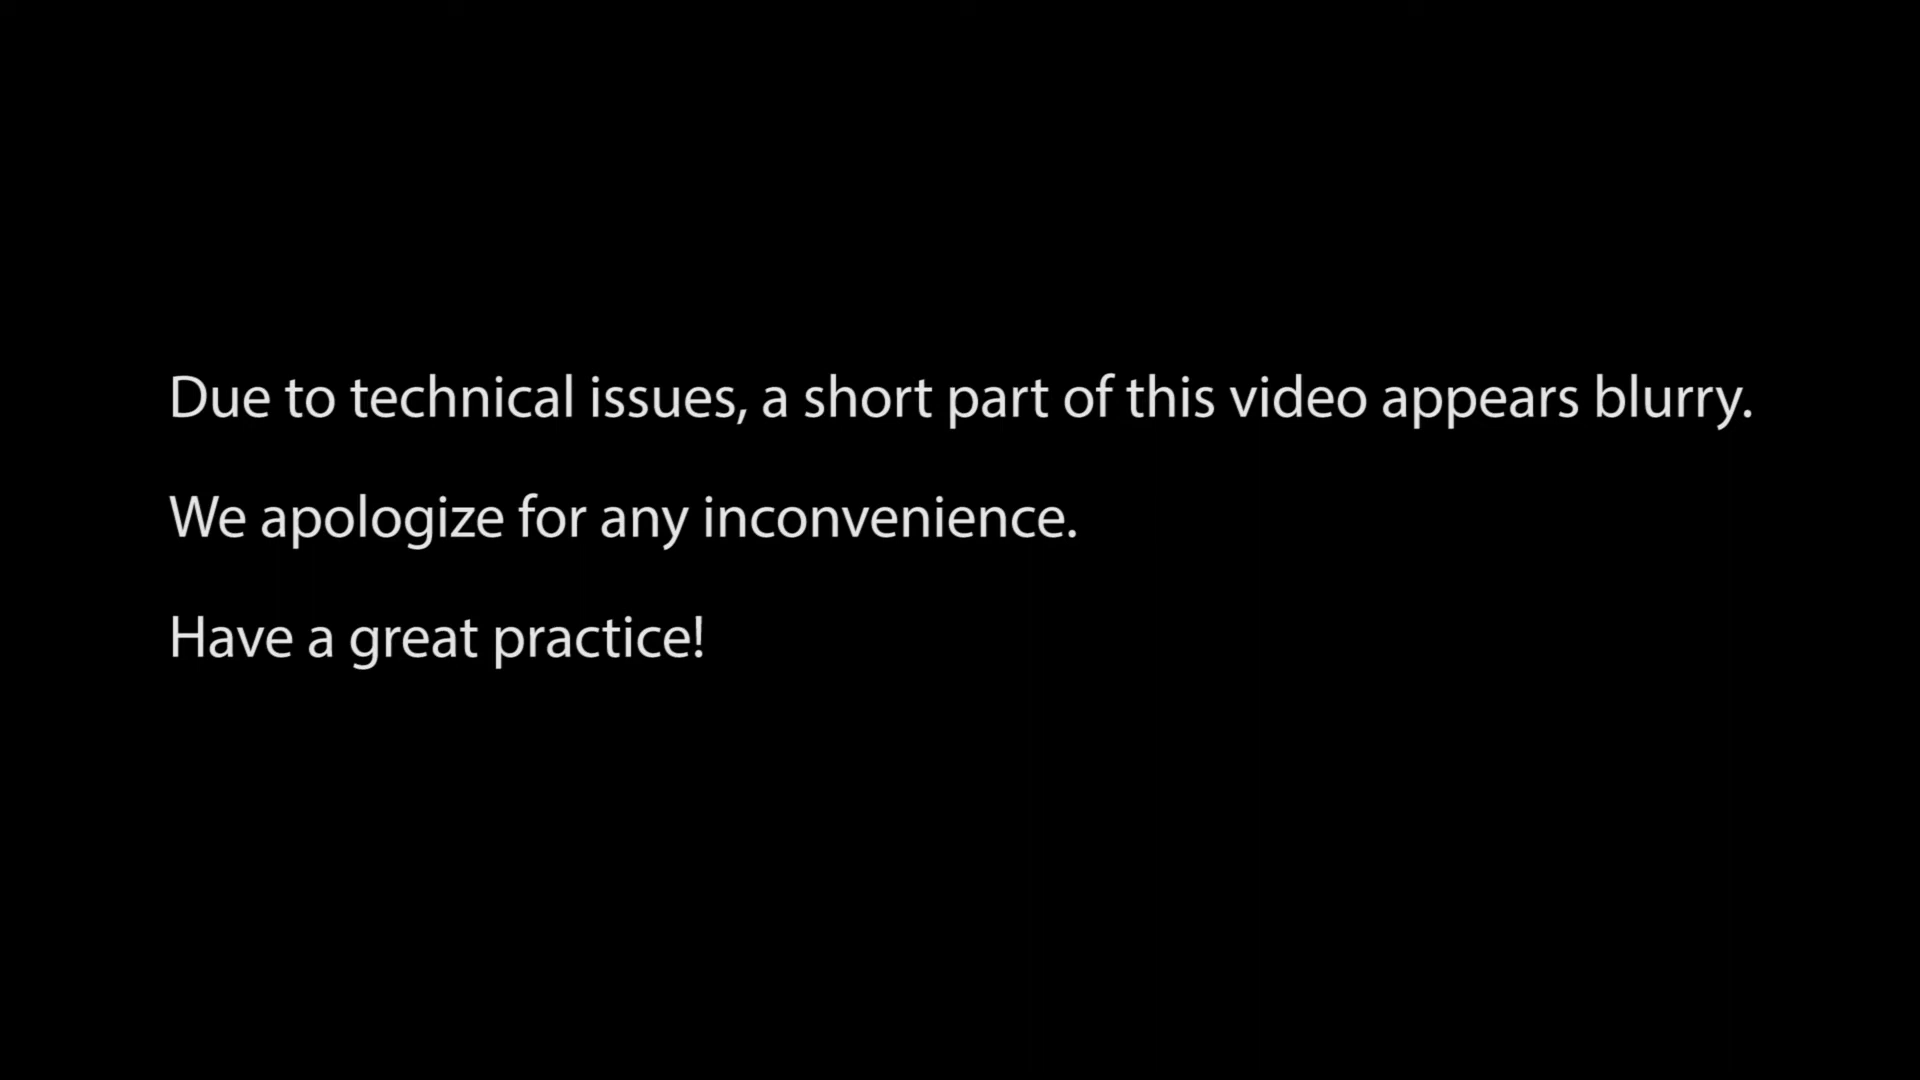 Due to technical issues, a short part of this video appears blurry.
We apologize for any inconvenience.
Have a great practice!